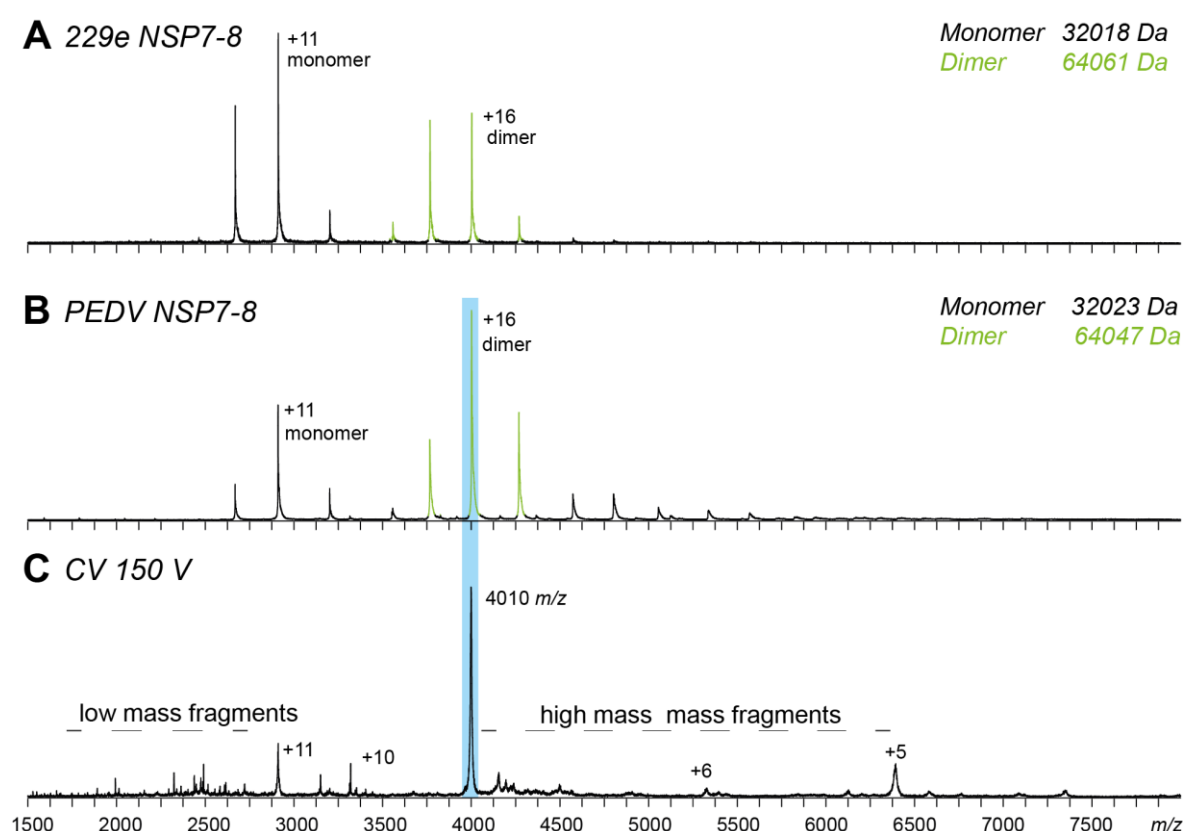 A 229e NSP7-8
Monomer 32018 Da
Dimer 64061 Da
+11
monomer
+16
dimer
B PEDV NSP7-8
Monomer 32023 Da
Dimer 64047 Da
+16
dimer
+11
monomer
C CV 150 V
4010 m/z
low mass fragments
high mass mass fragments
+11
+10
+6
+5
1500 2000 2500 3000 3500 4000 4500 5000 5500 6000 6500 7000 7500 m/z